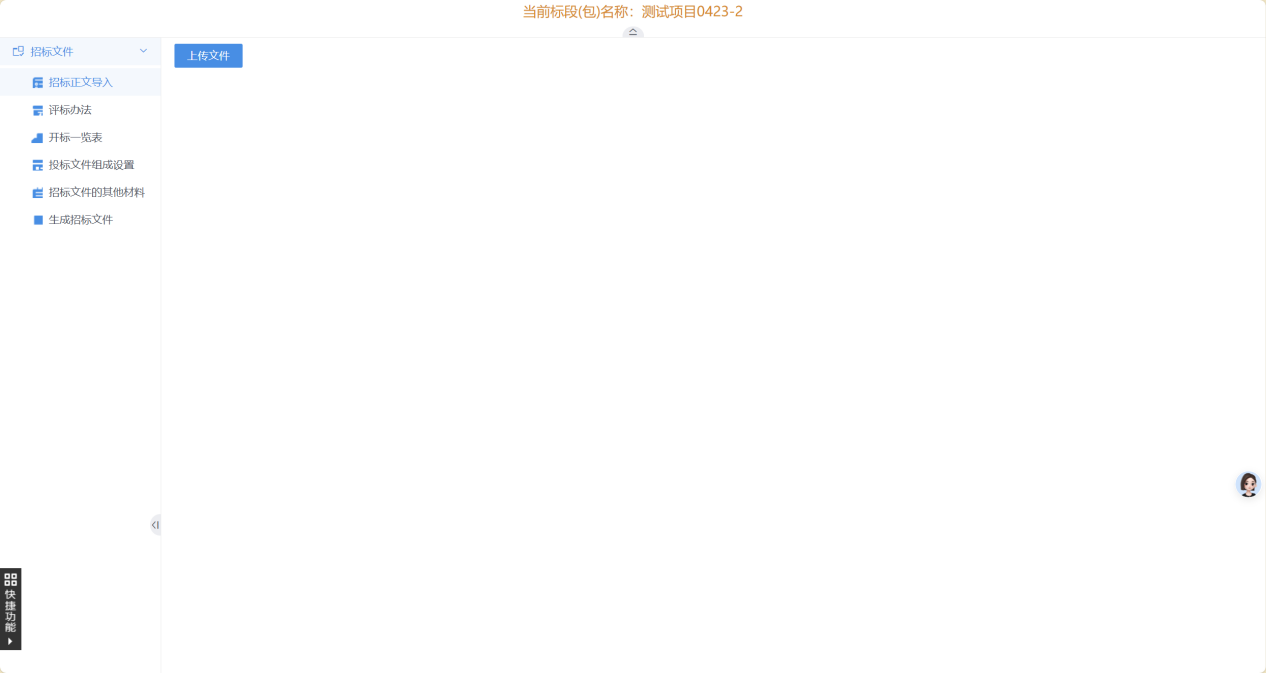 当前标段(包)名称：测试项目0423-2
招标文件
上传文件
招标正文导入
评标办法
开标一览表
投标文件组成设置
招标文件的其他材料
生成招标文件
快捷功能